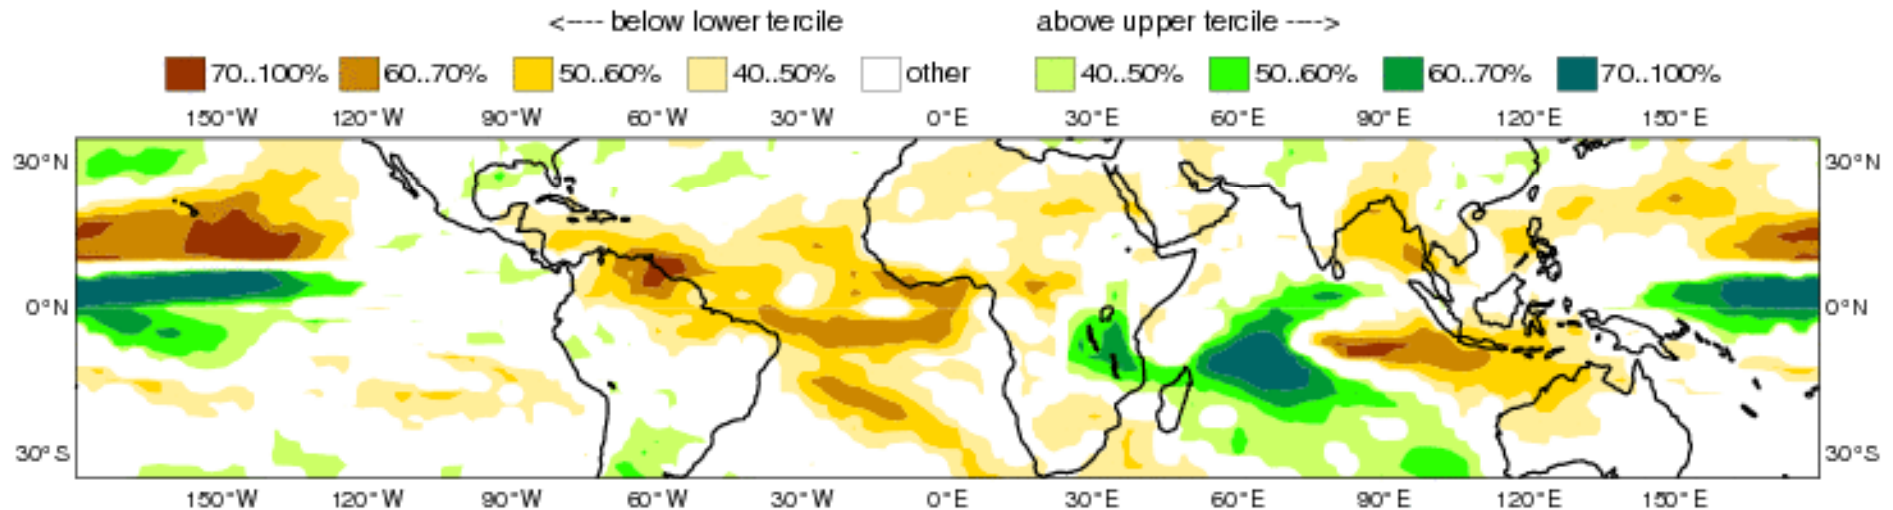 <---- below lower tercile above upper tercile ---->
70..100% 60..70% 50..60% 40..50% other 40..50% 50..60% 60..70% 70..100%
150°W 120°W 90°W 60°W 30°W 0°E 30°E 60°E 90°E 120°E 150°E
30°N 30°N
0°N 0°N
30°S 30°S
150°W 120°W 90°W 60°W 30°W 0°E 30°E 60°E 90°E 120°E 150°E